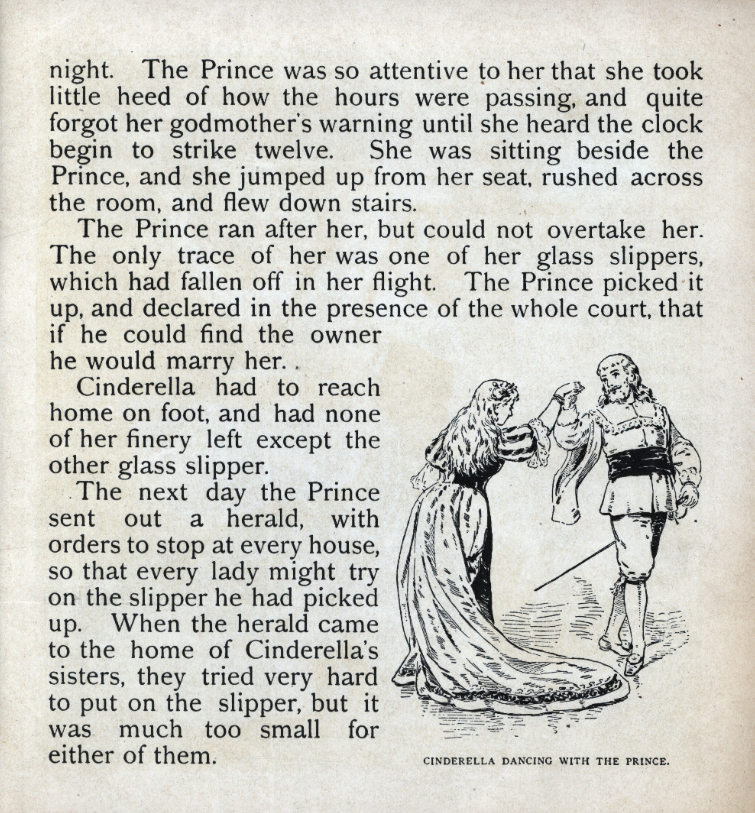 night. The Prince was so attentive to her that she took
little heed of how the hours were passing, and quite
forgot her godmother's warning until she heard the clock
begin to strike twelve. She was sitting beside the
Prince, and she jumped up from her seat, rushed across
the room, and flew down stairs.
The Prince ran after her, but could not overtake her.
The only trace of her was one of her glass slippers,
which had fallen off in her flight. The Prince picked it
up, and declared in the presence of the whole court, that
if he could find the owner
he would marry her. .
Cinderella had to reach
home on foot, and had none
of her finery left except the
other glass slipper.
The next day the Prince
sent out a herald, with
orders to stop at every house,
so that every lady might try
on the slipper he had picked
up. When the herald came
to the home of Cinderella's
sisters, they tried very hard
to put on the slipper, but it
was much too small for
either of them.
CINDERELLA DANCING WITH THE PRINCE.